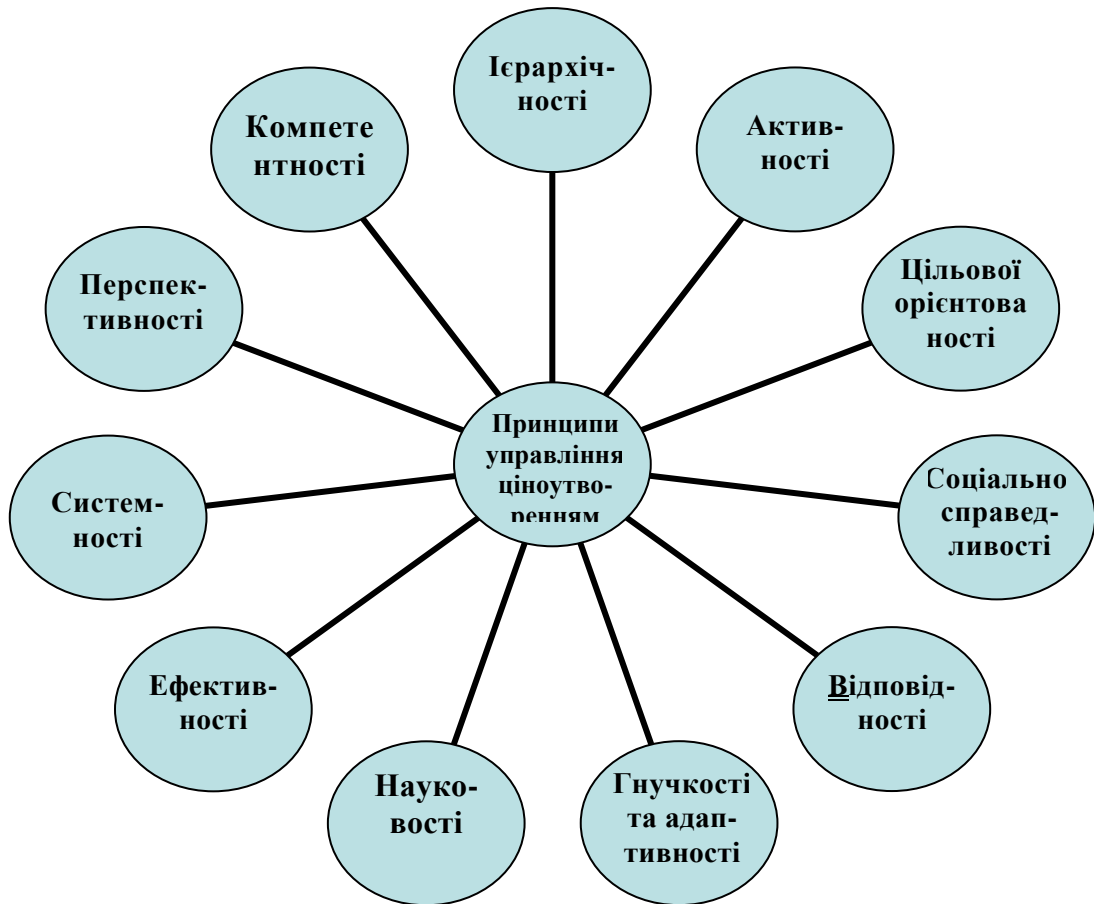 Ієрархіч-
ності
Актив-
ності
Цільової
орієнтова
ності
Соціально
справед-
ливості
Відповід-
ності
Гнучкості
та адап-
тивності
Науко-
вості
Ефектив-
ності
Систем-
ності
Перспек-
тивності
Компете
нтності
Принципи
управління
ціноутво-
ренням